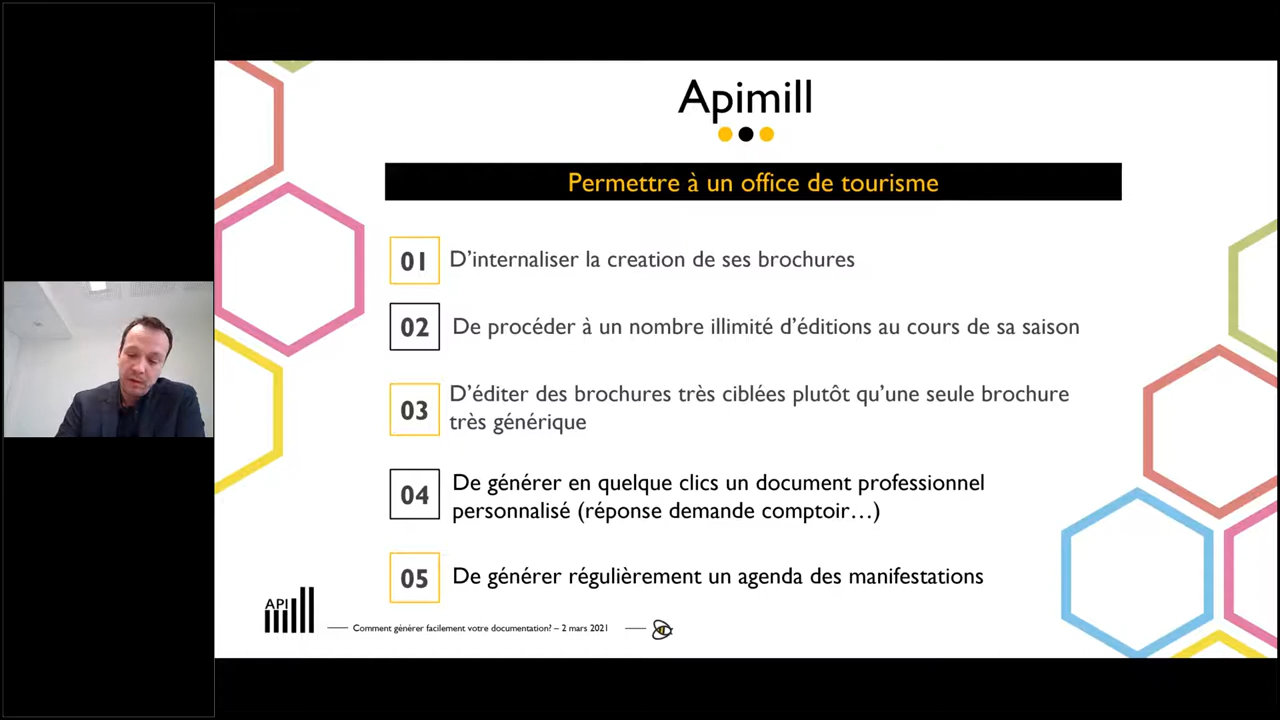 Apimill
Permettre à un office de tourisme
01 D'internaliser la creation de ses brochures
02 De procéder à un nombre illimité d'éditions au cours de sa saison
03 D'éditer des brochures très ciblées plutôt qu'une seule brochure
très générique
04 De générer en quelque clics un document professionnel
personnalisé (réponse demande comptoir…)
05 De générer régulièrement un agenda des manifestations
API
Comment générer facilement votre documentation? – 2 mars 2021